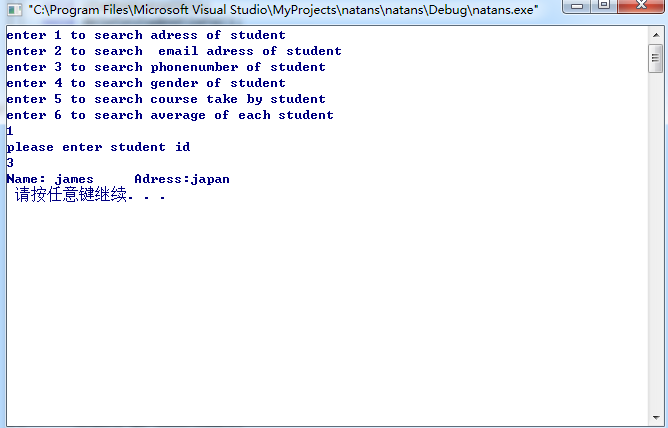 "C:\Program Files\Microsoft Visual Studio\MyProjects\natans\natans\Debug\natans.exe"
enter 1 to search adress of student
enter 2 to search  email adress of student
enter 3 to search phonenumber of student
enter 4 to search gender of student
enter 5 to search course take by student
enter 6 to search average of each student
1
please enter student id
3
Name: james     Adress:japan
请按任意键继续. . .